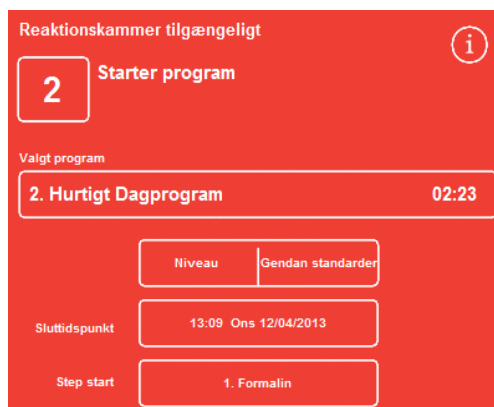 Reaktionskammer tilgængeligt
i
2
Starter program
Valgt program
2. Hurtigt Dagprogram 02:23
Niveau Gendan standarder
Sluttidspunkt 13:09 Ons 12/04/2013
Step start 1. Formalin